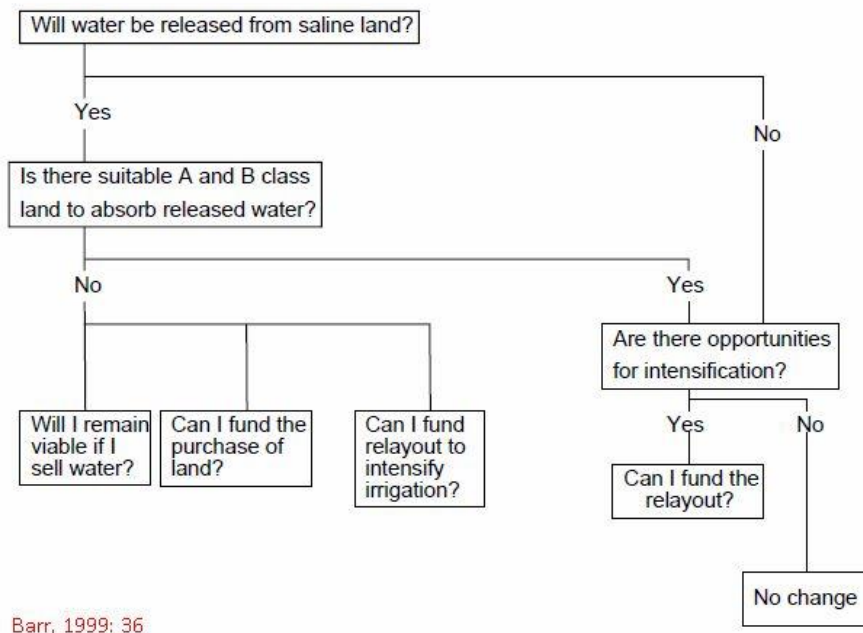 Will water be released from saline land?
Yes
No
Is there suitable A and B class
land to absorb released water?
No
Yes
Are there opportunities
for intensification?
Will I remain
viable if I
sell water?
Can I fund the
purchase of
land?
Can I fund
relayout to
intensify
irrigation?
Yes
No
Can I fund the
relayout?
No change
Barr, 1999: 36